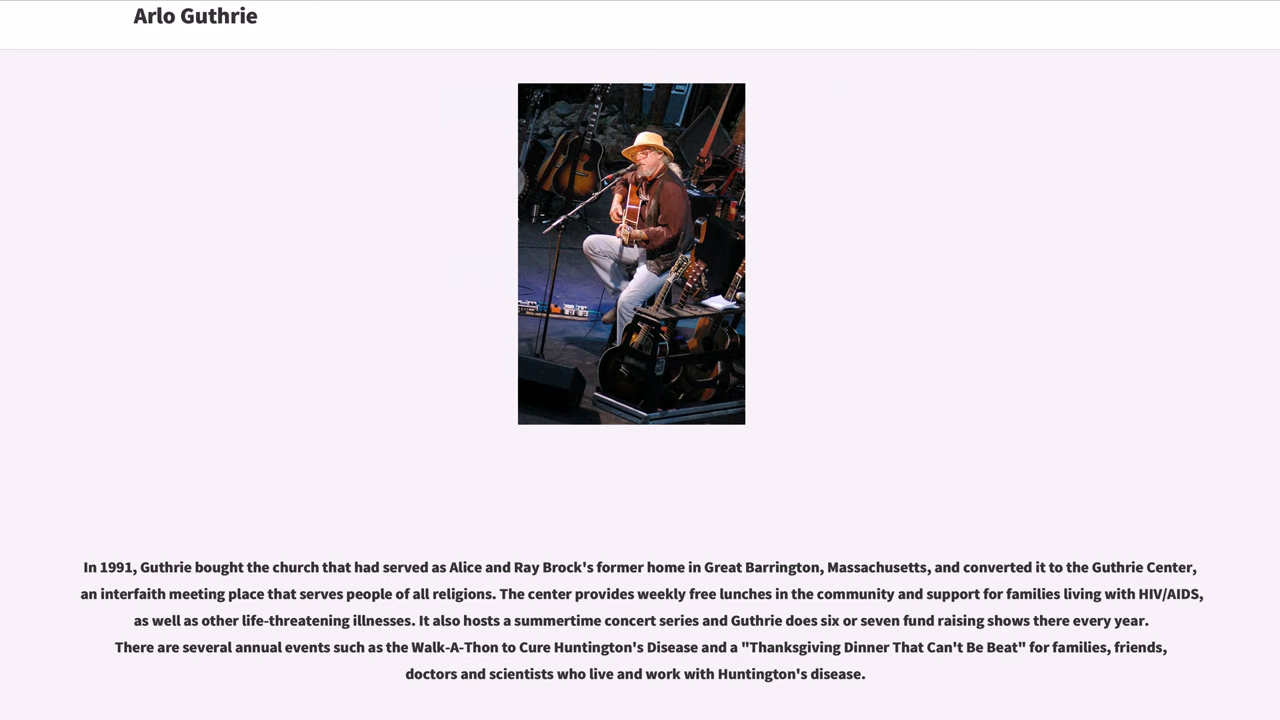 Arlo Guthrie
In 1991, Guthrie bought the church that had served as Alice and Ray Brock's former home in Great Barrington, Massachusetts, and converted it to the Guthrie Center,
an interfaith meeting place that serves people of all religions. The center provides weekly free lunches in the community and support for families living with HIV/AIDS,
as well as other life-threatening illnesses. It also hosts a summertime concert series and Guthrie does six or seven fund raising shows there every year.
There are several annual events such as the Walk-A-Thon to Cure Huntington's Disease and a "Thanksgiving Dinner That Can't Be Beat" for families, friends,
doctors and scientists who live and work with Huntington's disease.